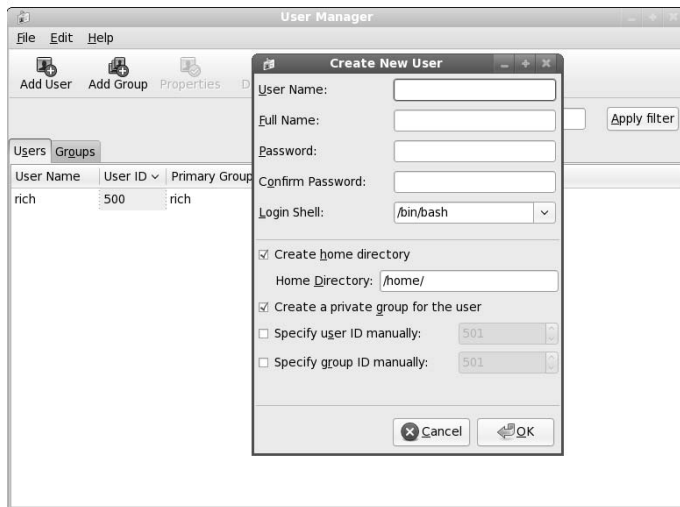 User Manager
File Edit Help
Add User Add Group Properties D
Apply filter
Users Groups
User Name User ID Primary Group
rich 500 rich
Create New User
User Name:
Full Name:
Password:
Confirm Password:
Login Shell: /bin/bash
Create home directory
Home Directory: /home/
Create a private group for the user
Specify user ID manually: 501
Specify group ID manually: 501
Cancel OK